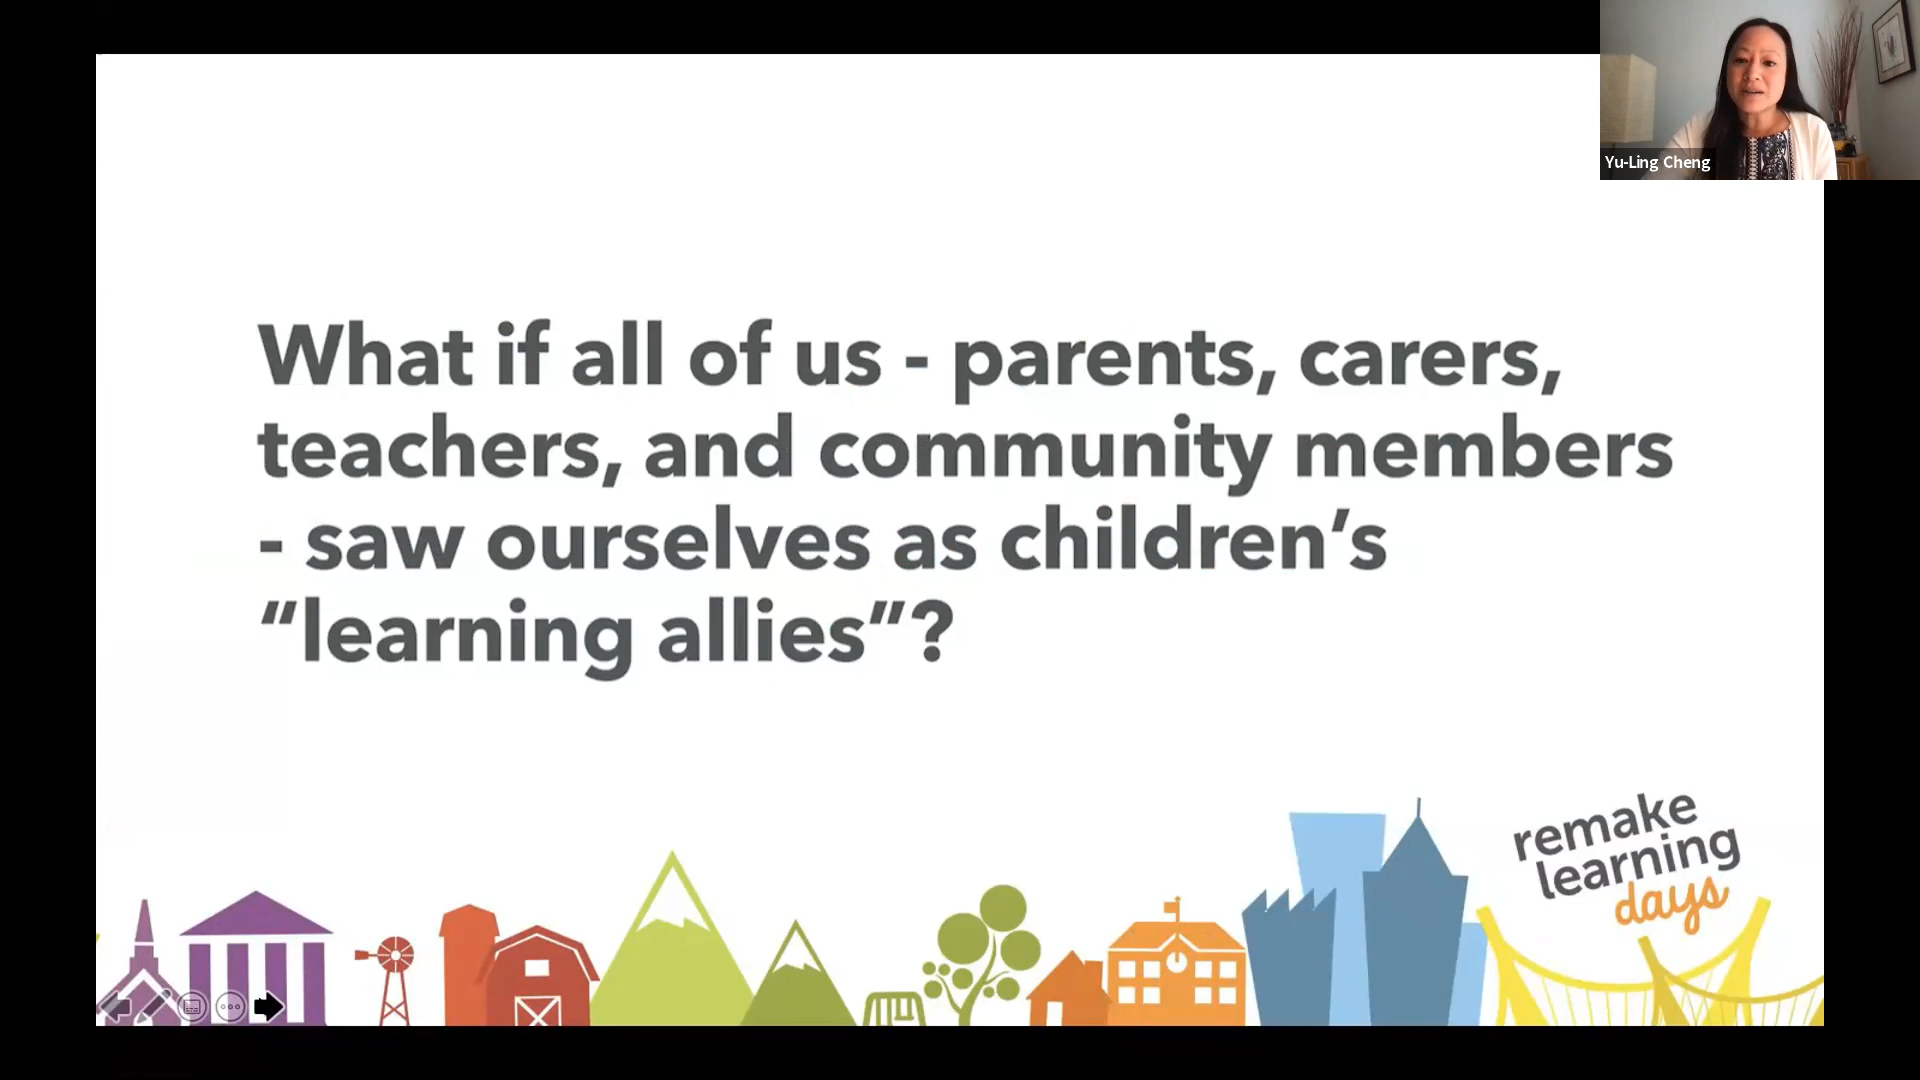 Yu-Ling Cheng
What if all of us - parents, carers,
teachers, and community members
- saw ourselves as children’s
“learning allies”?
remake
learning
days